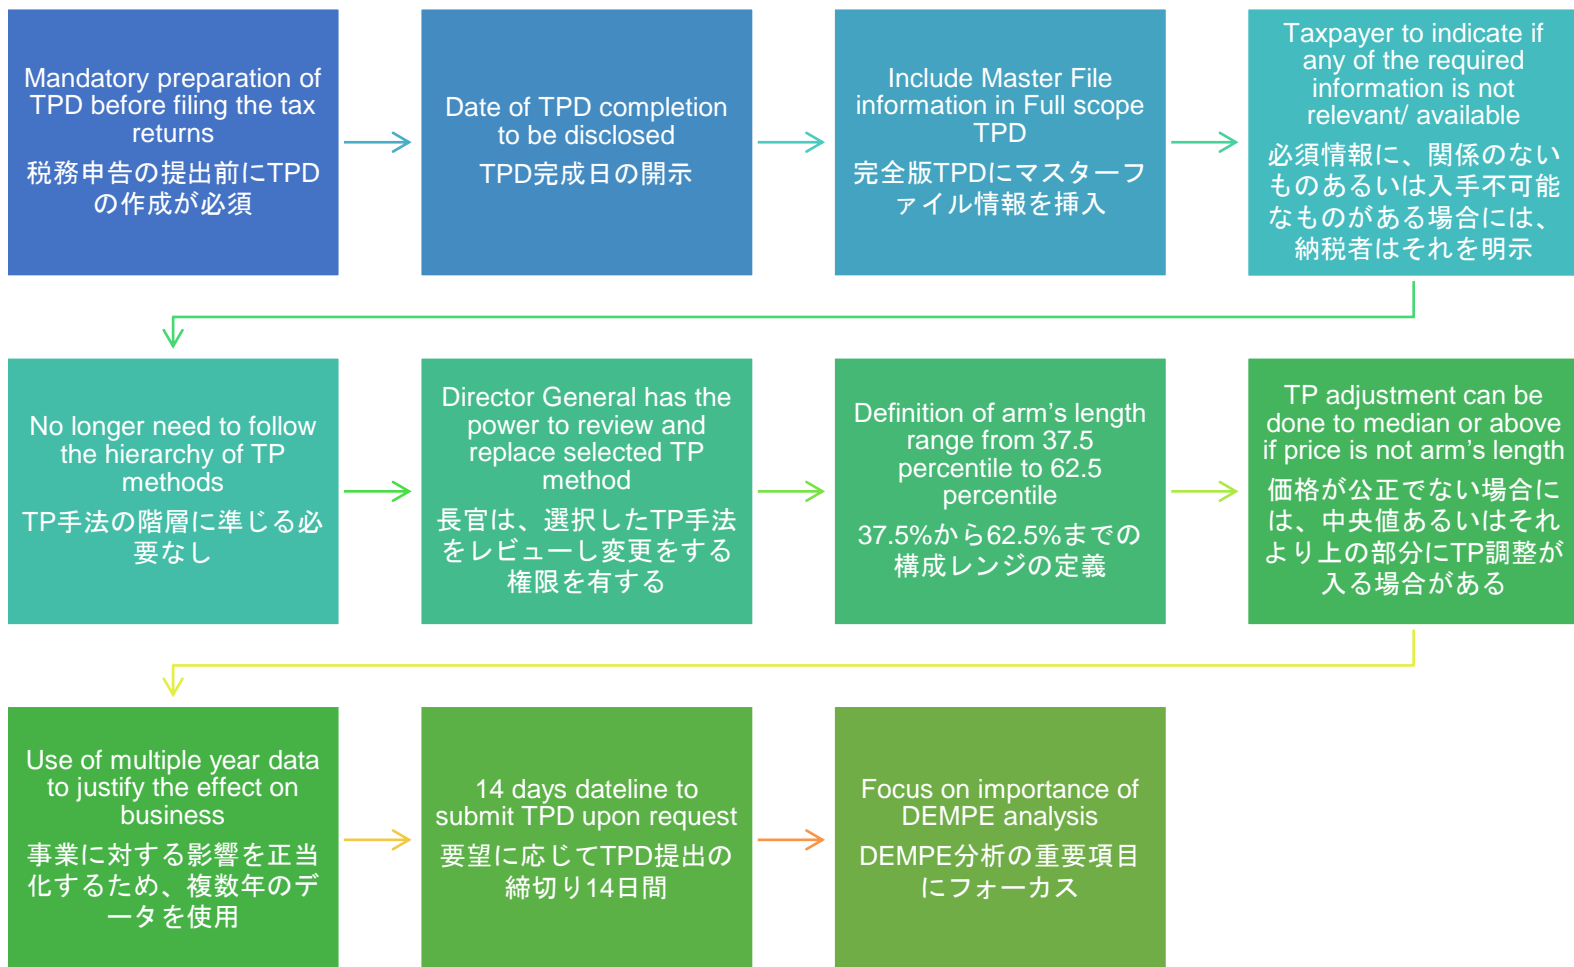 Mandatory preparation of
TPD before filing the tax
returns
税務申告の提出前にTPD
の作成が必須
Date of TPD completion
to be disclosed
TPD完成日の開示
Include Master File
information in Full scope
TPD
完全版TPDにマスターフ
ァイル情報を挿入
Taxpayer to indicate if
any of the required
information is not
relevant/ available
必須情報に、関係のない
ものあるいは入手不可能
なものがある場合には、
納税者はそれを明示
No longer need to follow
the hierarchy of TP
methods
TP手法の階層に準じる必
要なし
Director General has the
power to review and
replace selected TP
method
長官は、選択したTP手法
をレビューし変更をする
権限を有する
Definition of arm’s length
range from 37.5
percentile to 62.5
percentile
37.5%から62.5%までの
構成レンジの定義
TP adjustment can be
done to median or above
if price is not arm’s length
価格が公正でない場合に
は、中央値あるいはそれ
より上の部分にTP調整が
入る場合がある
Use of multiple year data
to justify the effect on
business
事業に対する影響を正当
化するため、複数年のデ
ータを使用
14 days dateline to
submit TPD upon request
要望に応じてTPD提出の
締切り14日間
Focus on importance of
DEMPE analysis
DEMPE分析の重要項目
にフォーカス